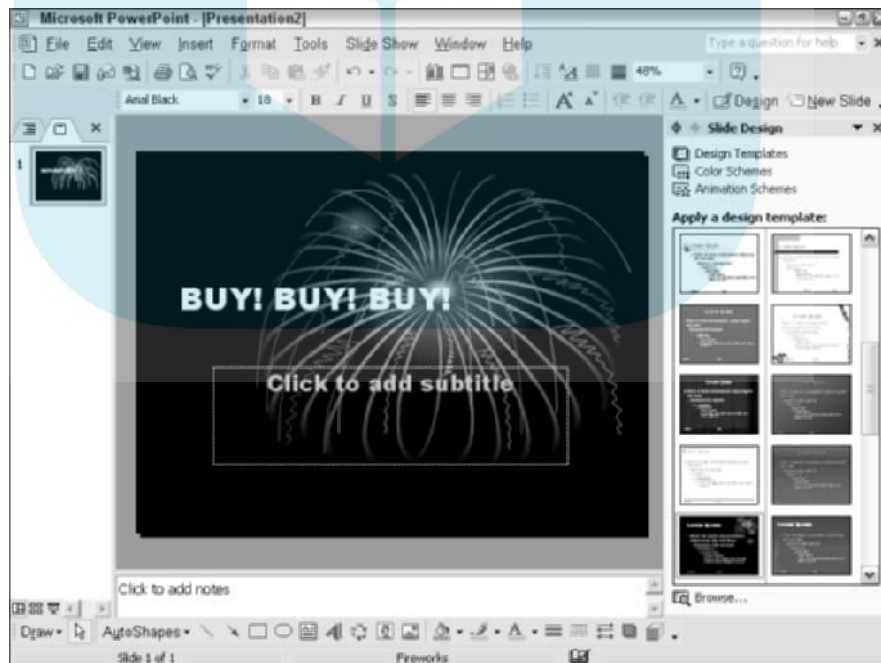 Microsoft PowerPoint - [Presentation2]
File Edit View Insert Format Tools Slide Show Window Help
Type a question for help
48%
Arial Black 18 B I U S Design New Slide
Slide Design
1
Design Templates
Color Schemes
Animation Schemes
Apply a design template:
BUY! BUY! BUY!
Click to add subtitle
Click to add notes
Browse...
Draw AutoShapes
Slide 1 of 1 Fireworks